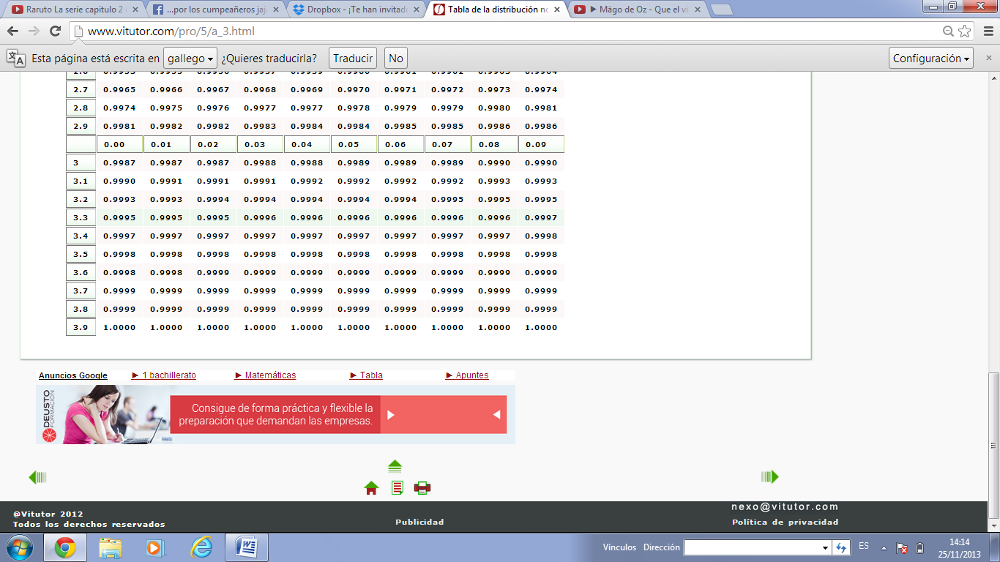 Raruto La serie capitulo 2
...por los cumpeañeros jaj
Dropbox - ¡Te han invitad
Tabla de la distribución no
► Mägo de Oz - Que el vi
www.vitutor.com/pro/5/a_3.html
Esta página está escrita en gallego ¿Quieres traducirla? Traducir No Configuración
2.7 0.9965 0.9966 0.9967 0.9968 0.9969 0.9970 0.9971 0.9972 0.9973 0.9974
2.8 0.9974 0.9975 0.9976 0.9977 0.9977 0.9978 0.9979 0.9979 0.9980 0.9981
2.9 0.9981 0.9982 0.9982 0.9983 0.9984 0.9984 0.9985 0.9985 0.9986 0.9986
0.00 0.01 0.02 0.03 0.04 0.05 0.06 0.07 0.08 0.09
3 0.9987 0.9987 0.9987 0.9988 0.9988 0.9989 0.9989 0.9989 0.9990 0.9990
3.1 0.9990 0.9991 0.9991 0.9991 0.9992 0.9992 0.9992 0.9992 0.9993 0.9993
3.2 0.9993 0.9993 0.9994 0.9994 0.9994 0.9994 0.9994 0.9995 0.9995 0.9995
3.3 0.9995 0.9995 0.9995 0.9996 0.9996 0.9996 0.9996 0.9996 0.9996 0.9997
3.4 0.9997 0.9997 0.9997 0.9997 0.9997 0.9997 0.9997 0.9997 0.9997 0.9998
3.5 0.9998 0.9998 0.9998 0.9998 0.9998 0.9998 0.9998 0.9998 0.9998 0.9998
3.6 0.9998 0.9998 0.9999 0.9999 0.9999 0.9999 0.9999 0.9999 0.9999 0.9999
3.7 0.9999 0.9999 0.9999 0.9999 0.9999 0.9999 0.9999 0.9999 0.9999 0.9999
3.8 0.9999 0.9999 0.9999 0.9999 0.9999 0.9999 0.9999 0.9999 0.9999 0.9999
3.9 1.0000 1.0000 1.0000 1.0000 1.0000 1.0000 1.0000 1.0000 1.0000 1.0000
Anuncios Google ► 1 bachillerato ► Matemáticas ► Tabla ► Apuntes
DEUSTO
FORMACIÓN
Consigue de forma práctica y flexible la
preparación que demandan las empresas.
nexo@vitutor.com
@Vitutor 2012
Todos los derechos reservados
Publicidad
Política de privacidad
Vínculos Dirección
ES
14:14
25/11/2013